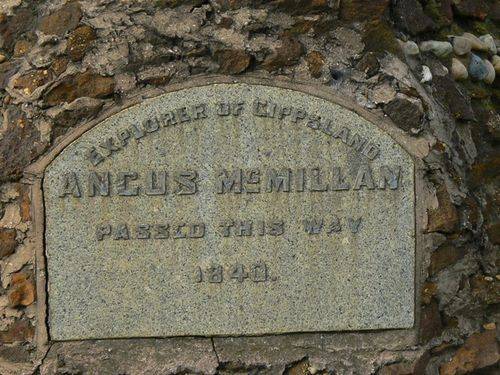 EXPLORER OF GIPPSLAND
ANGUS McMILLAN
PASSED THIS WAY
1840.